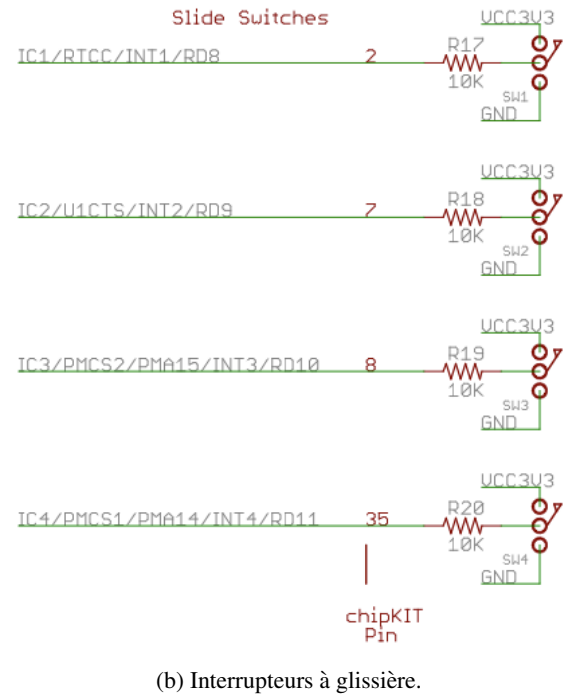 Slide Switches
VCC3V3
IC1/RTCC/INT1/RD8
2
R17
10K
SW1
GND
VCC3V3
IC2/U1CTS/INT2/RD9
7
R18
10K
SW2
GND
VCC3V3
IC3/PMCS2/PMA15/INT3/RD10
8
R19
10K
SW3
GND
VCC3V3
IC4/PMCS1/PMA14/INT4/RD11
35
R20
10K
SW4
GND
chipKIT
Pin
(b) Interrupteurs à glissière.